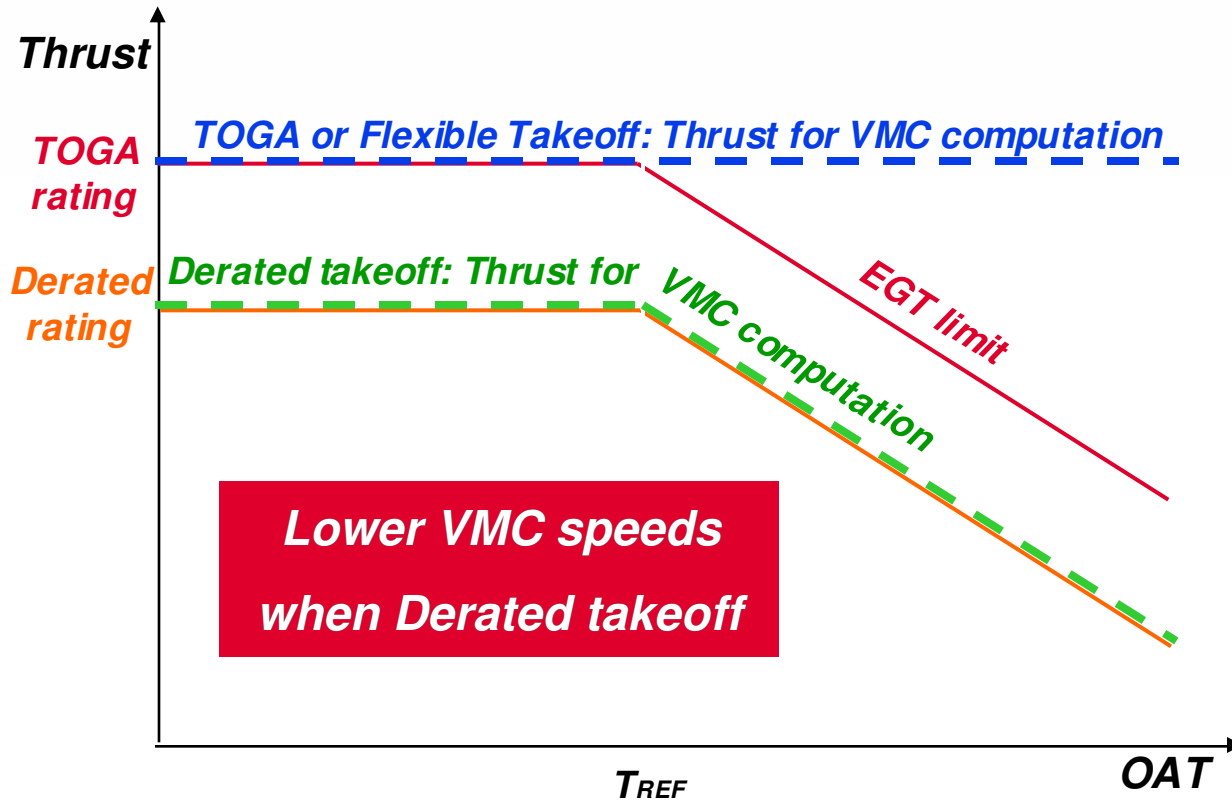 Thrust
TOGA or Flexible Takeoff: Thrust for VMC computation
TOGA
rating
Derated takeoff: Thrust for
VMC computation
Derated
rating
EGT limit
Lower VMC speeds
when Derated takeoff
TREF
OAT